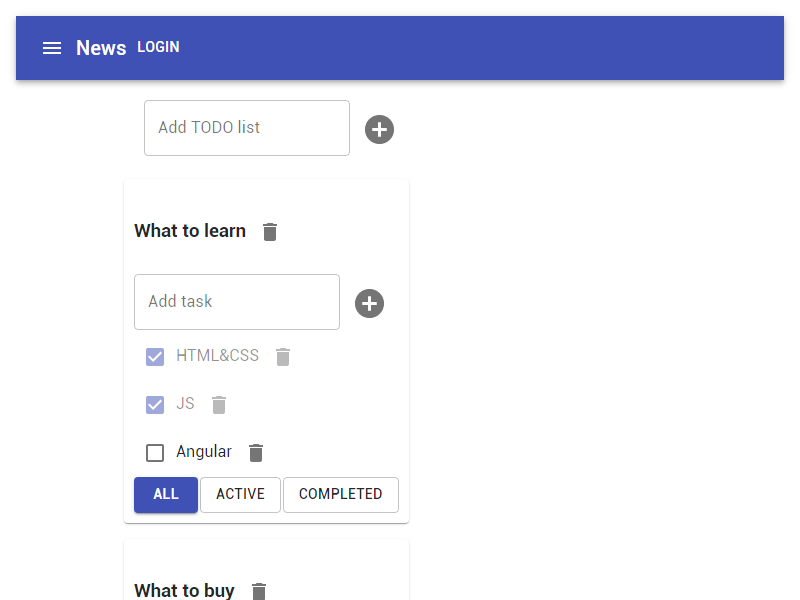 News LOGIN
Add TODO list
What to learn
Add task
HTML&CSS
JS
Angular
ALL ACTIVE COMPLETED
What to buy